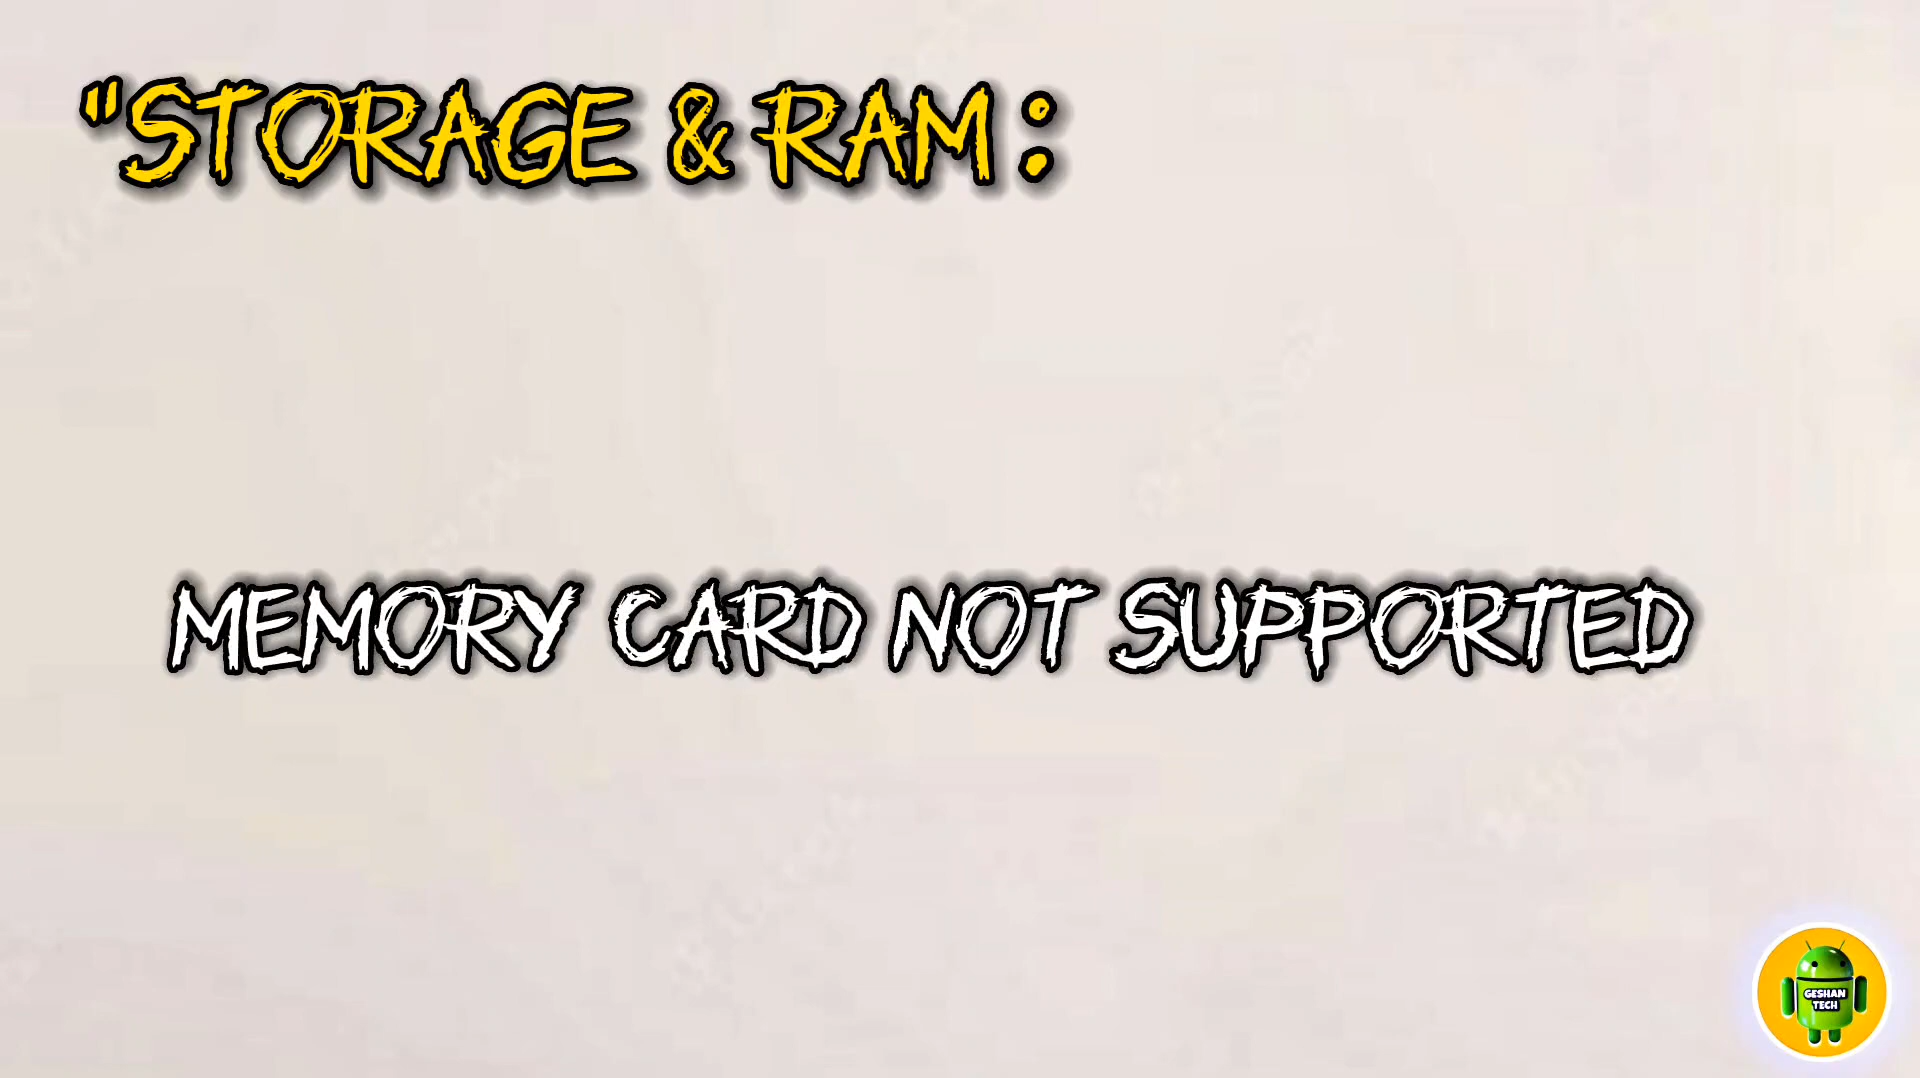 "STORAGE & RAM :
MEMORY CARD NOT SUPPORTED
GESHAN
TECH